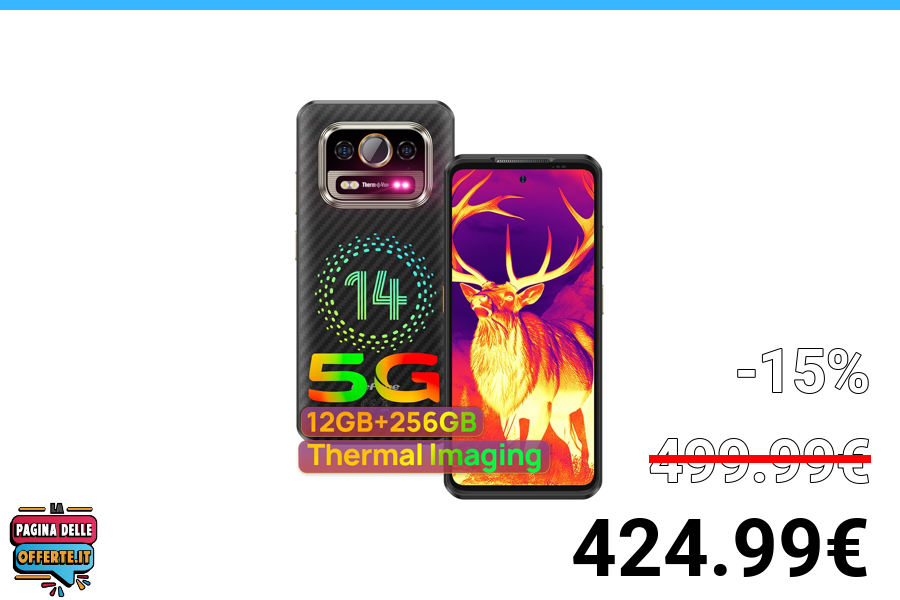 14
5G
12GB+256GB
Thermal Imaging
-15%
499.99€
424.99€
LA
PAGINA DELLE
OFFERTE.IT